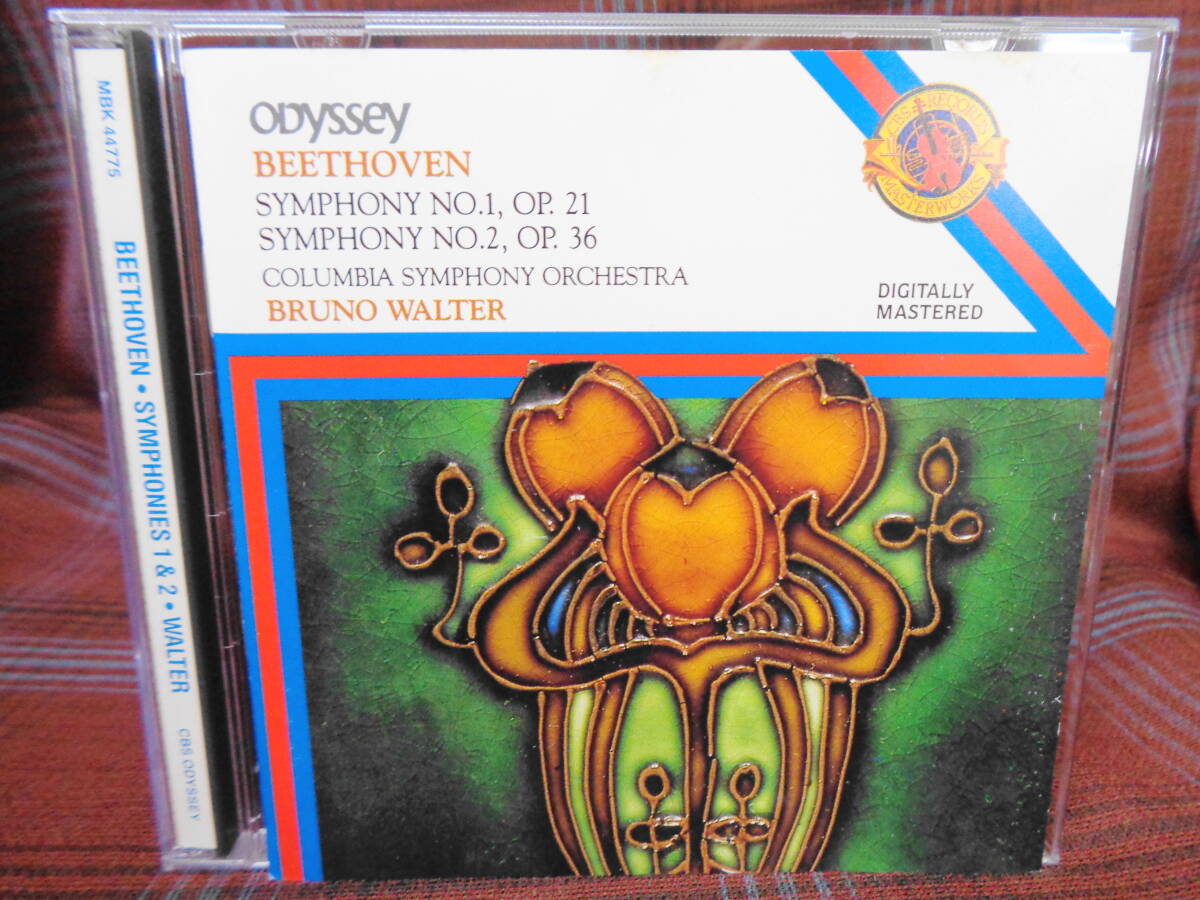 MBK 44775
BEETHOVEN • SYMPHONIES 1 & 2 • WALTER
CBS ODYSSEY
ODYSSEY
BEETHOVEN
SYMPHONY NO.1, OP. 21
SYMPHONY NO.2, OP. 36
COLUMBIA SYMPHONY ORCHESTRA
BRUNO WALTER
CBS RECORDS
MASTERWORKS
DIGITALLY
MASTERED